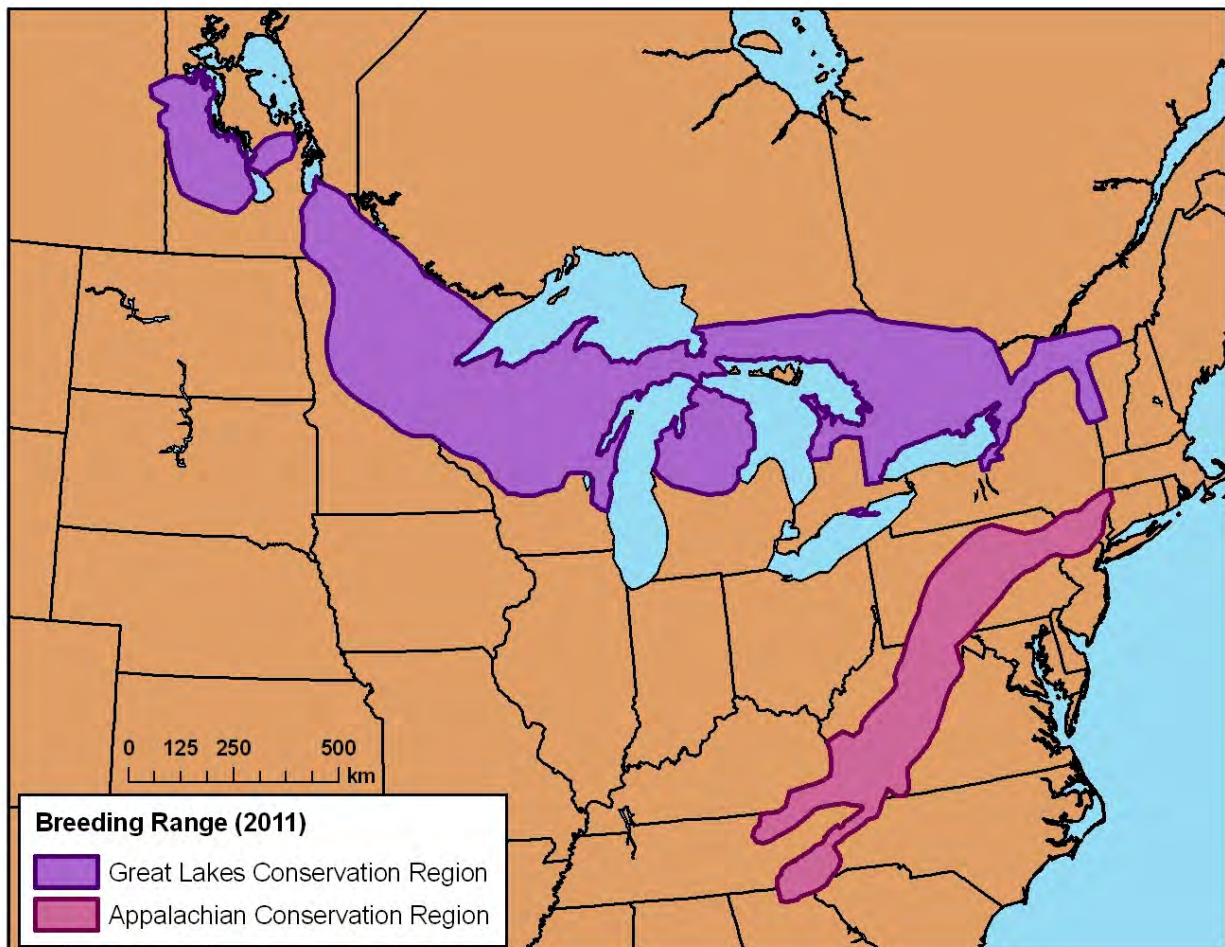 0 125 250 500
km
Breeding Range (2011)
Great Lakes Conservation Region
Appalachian Conservation Region